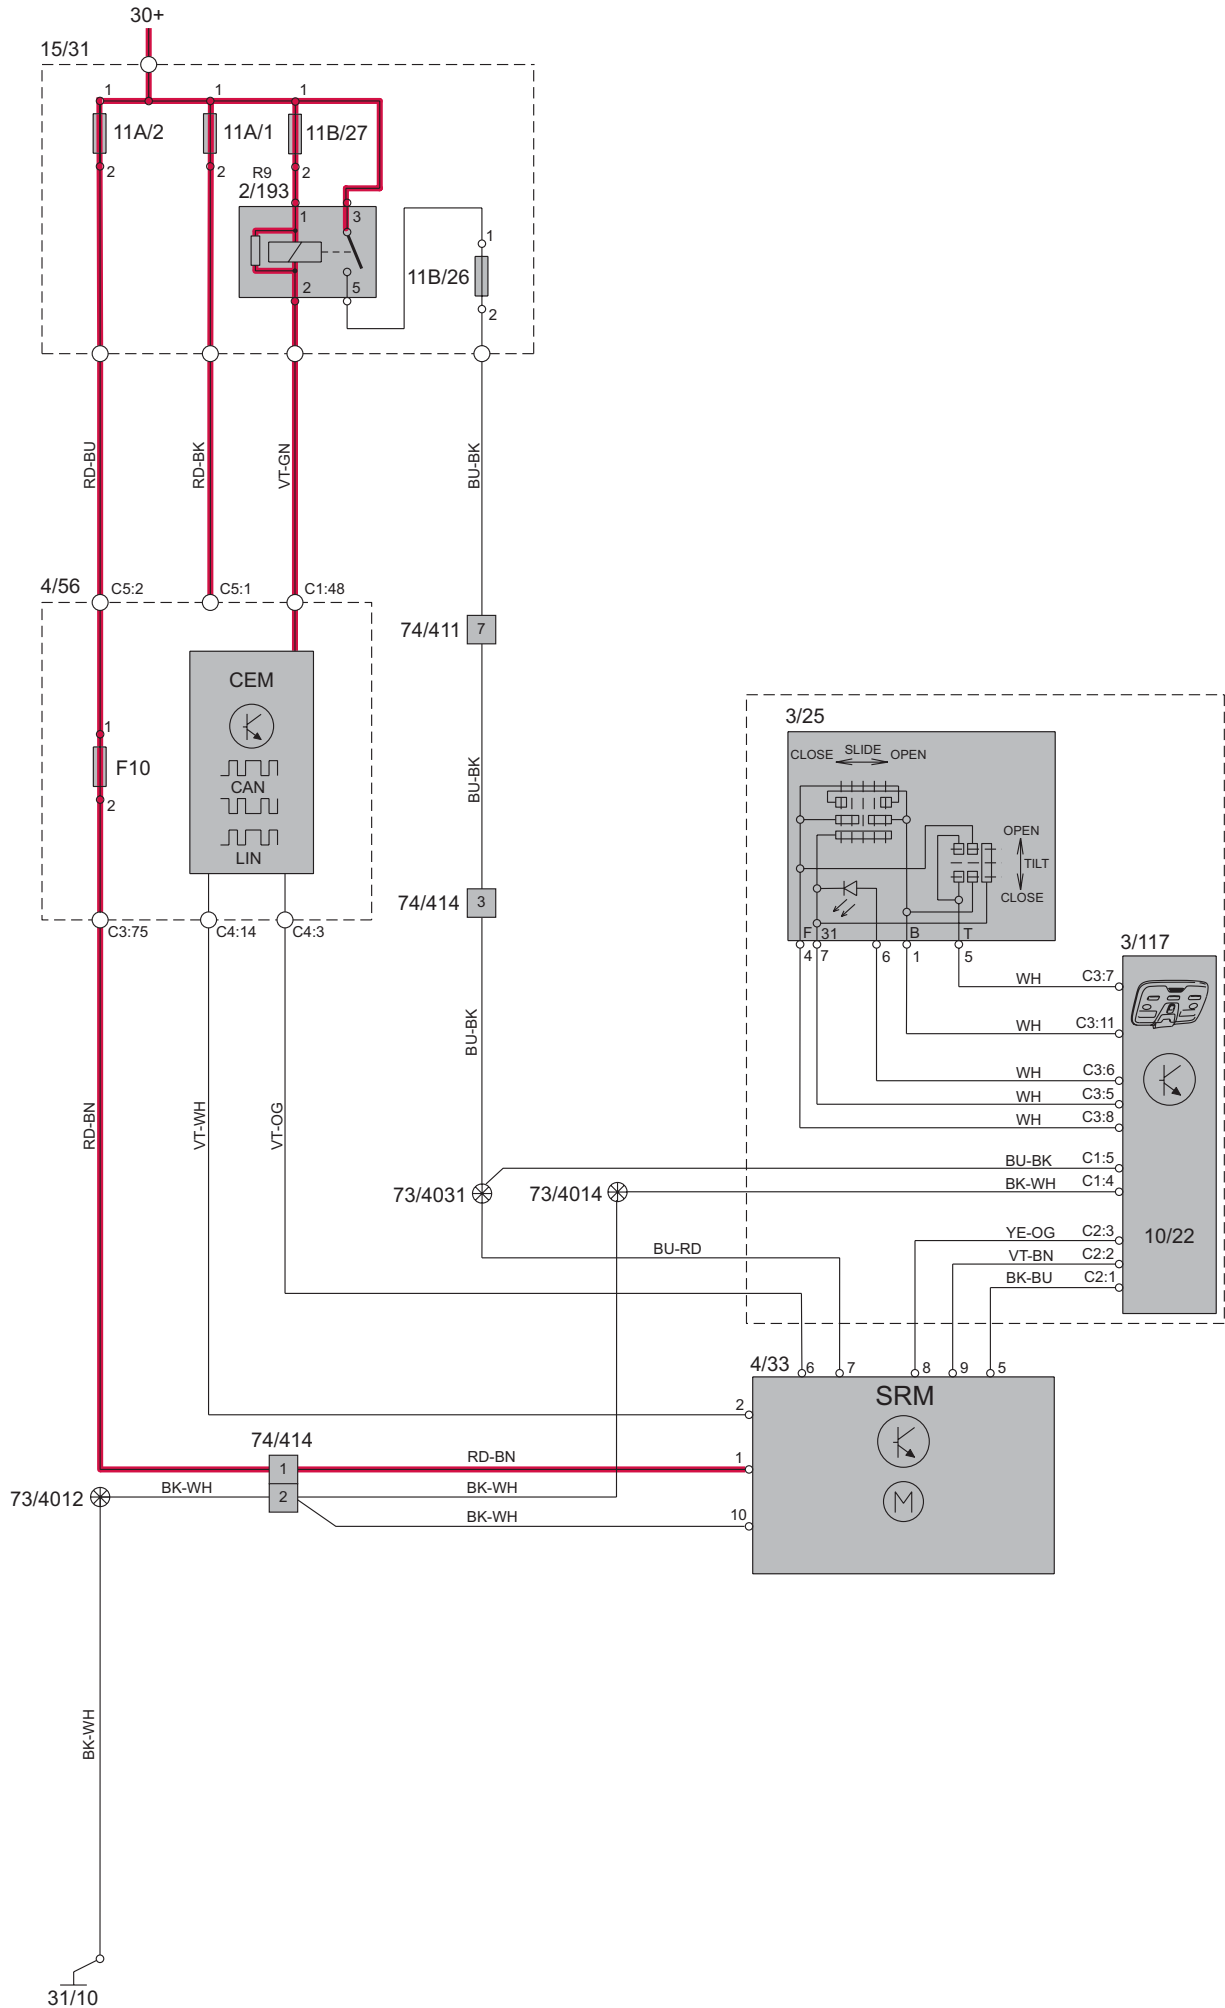 30+
15/31
1
1
1
11A/2
11A/1
11B/27
2
2
2
R9
2/193
1
3
1
11B/26
2
5
2
RD-BU
RD-BK
VT-GN
BU-BK
4/56
C5:2
C5:1
C1:48
74/411
7
CEM
CAN
LIN
1
F10
2
BU-BK
3/25
CLOSE
SLIDE
OPEN
OPEN
TILT
CLOSE
74/414
3
C3:75
C4:14
C4:3
F
31
B
T
4
7
6
1
5
3/117
WH
C3:7
WH
C3:11
BU-BK
WH
C3:6
WH
C3:5
WH
C3:8
RD-BN
VT-WH
VT-OG
BU-BK
C1:5
73/4031
73/4014
BK-WH
C1:4
YE-OG
C2:3
10/22
BU-RD
VT-BN
C2:2
BK-BU
C2:1
4/33
6
7
8
9
5
SRM
2
74/414
1
RD-BN
1
M
73/4012
BK-WH
2
BK-WH
BK-WH
10
BK-WH
31/10